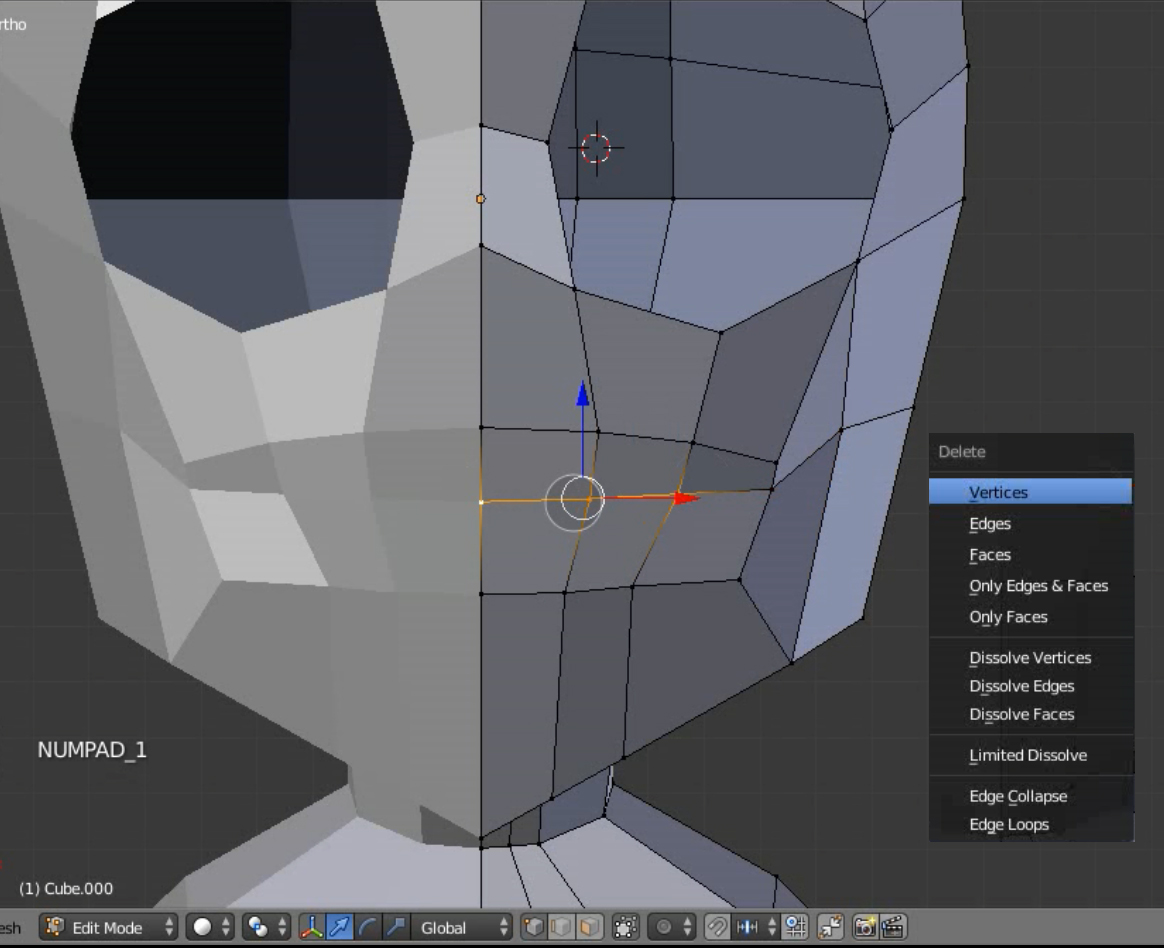 rtho
Delete
Vertices
Edges
Faces
Only Edges & Faces
Only Faces
Dissolve Vertices
Dissolve Edges
Dissolve Faces
Limited Dissolve
Edge Collapse
Edge Loops
NUMPAD_1
(1) Cube.000
esh Edit Mode Global